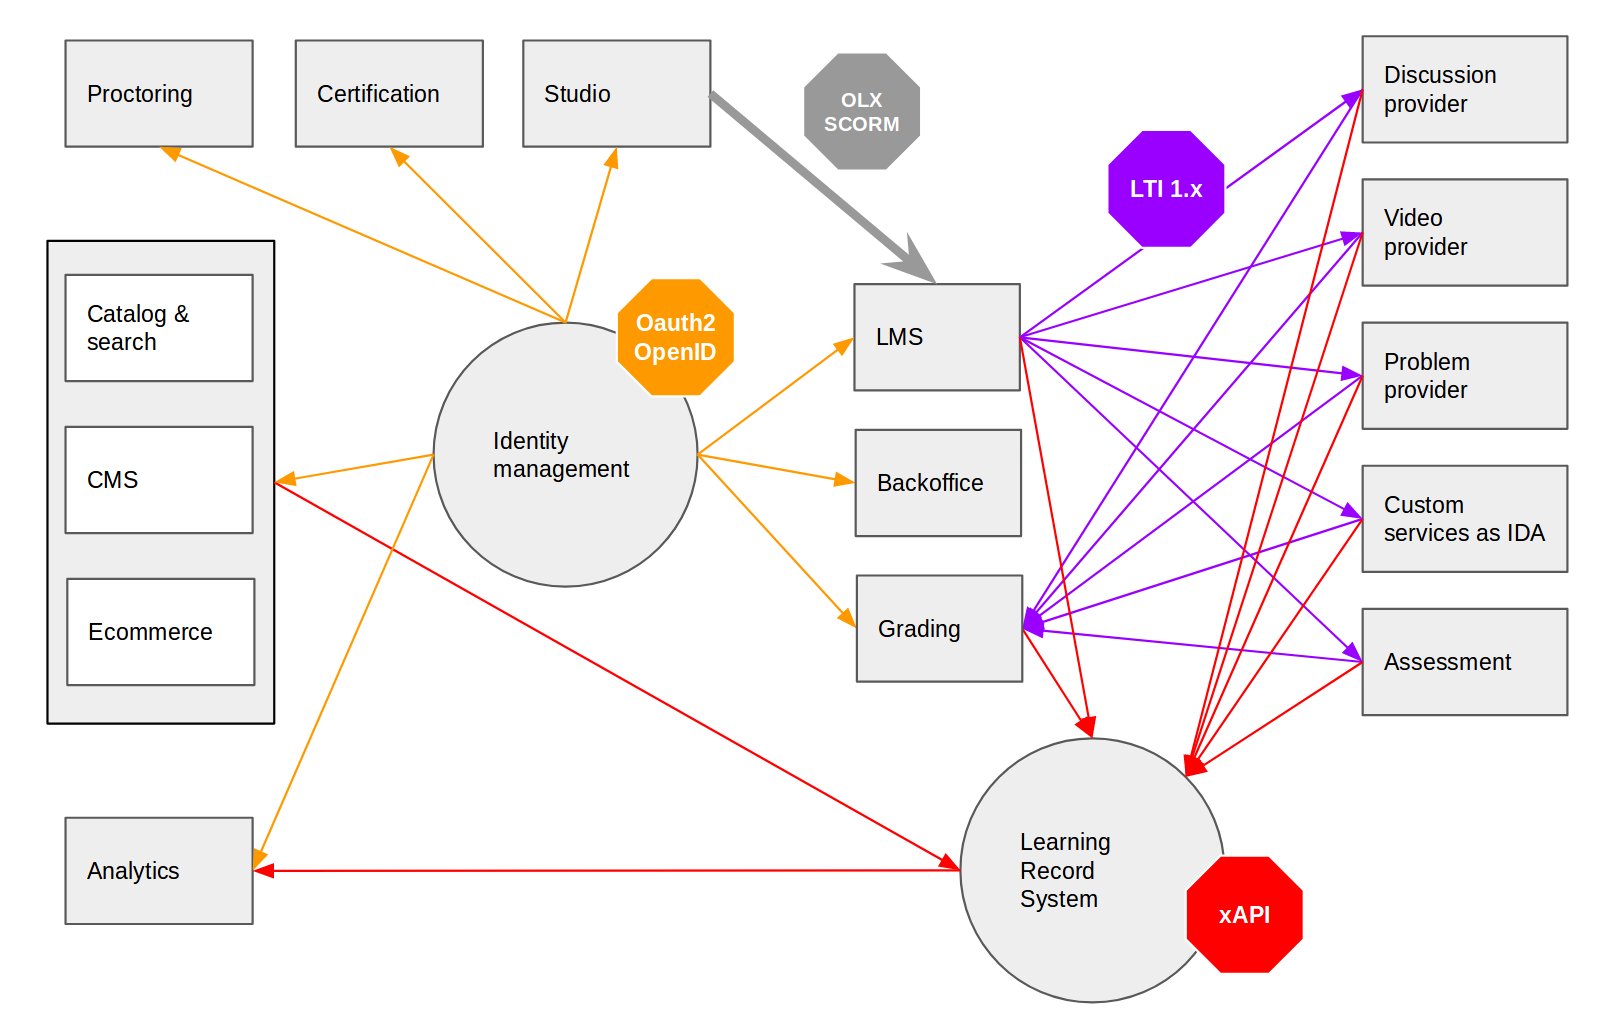 Proctoring
Certification
Studio
OLX
SCORM
LTI 1.x
Discussion
provider
Video
provider
Problem
provider
Custom
services as IDA
Assessment
Catalog &
search
CMS
Ecommerce
Oauth2
OpenID
Identity
management
LMS
Backoffice
Grading
Analytics
Learning
Record
System
xAPI